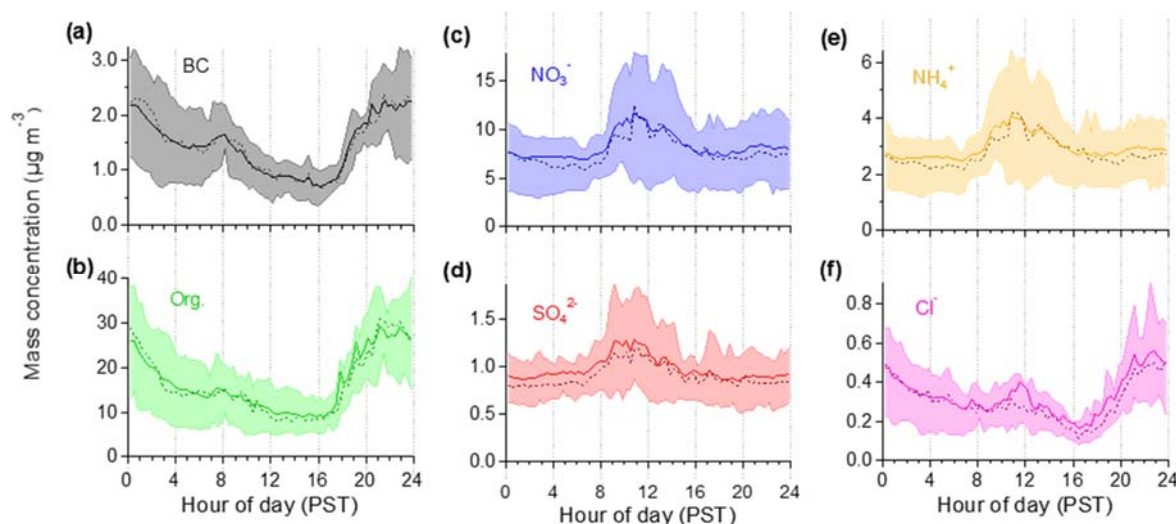 (a)
BC
3.0
2.0
1.0
0.0
(c)
NO₃⁻
15
10
5
0
(e)
NH₄⁺
6
4
2
0
Mass concentration (µg m⁻³)
(b)
Org.
40
30
20
10
0
0 4 8 12 16 20 24
Hour of day (PST)
(d)
SO₄²⁻
1.5
1.0
0.5
0.0
0 4 8 12 16 20 24
Hour of day (PST)
(f)
Cl⁻
0.8
0.6
0.4
0.2
0.0
0 4 8 12 16 20 24
Hour of day (PST)